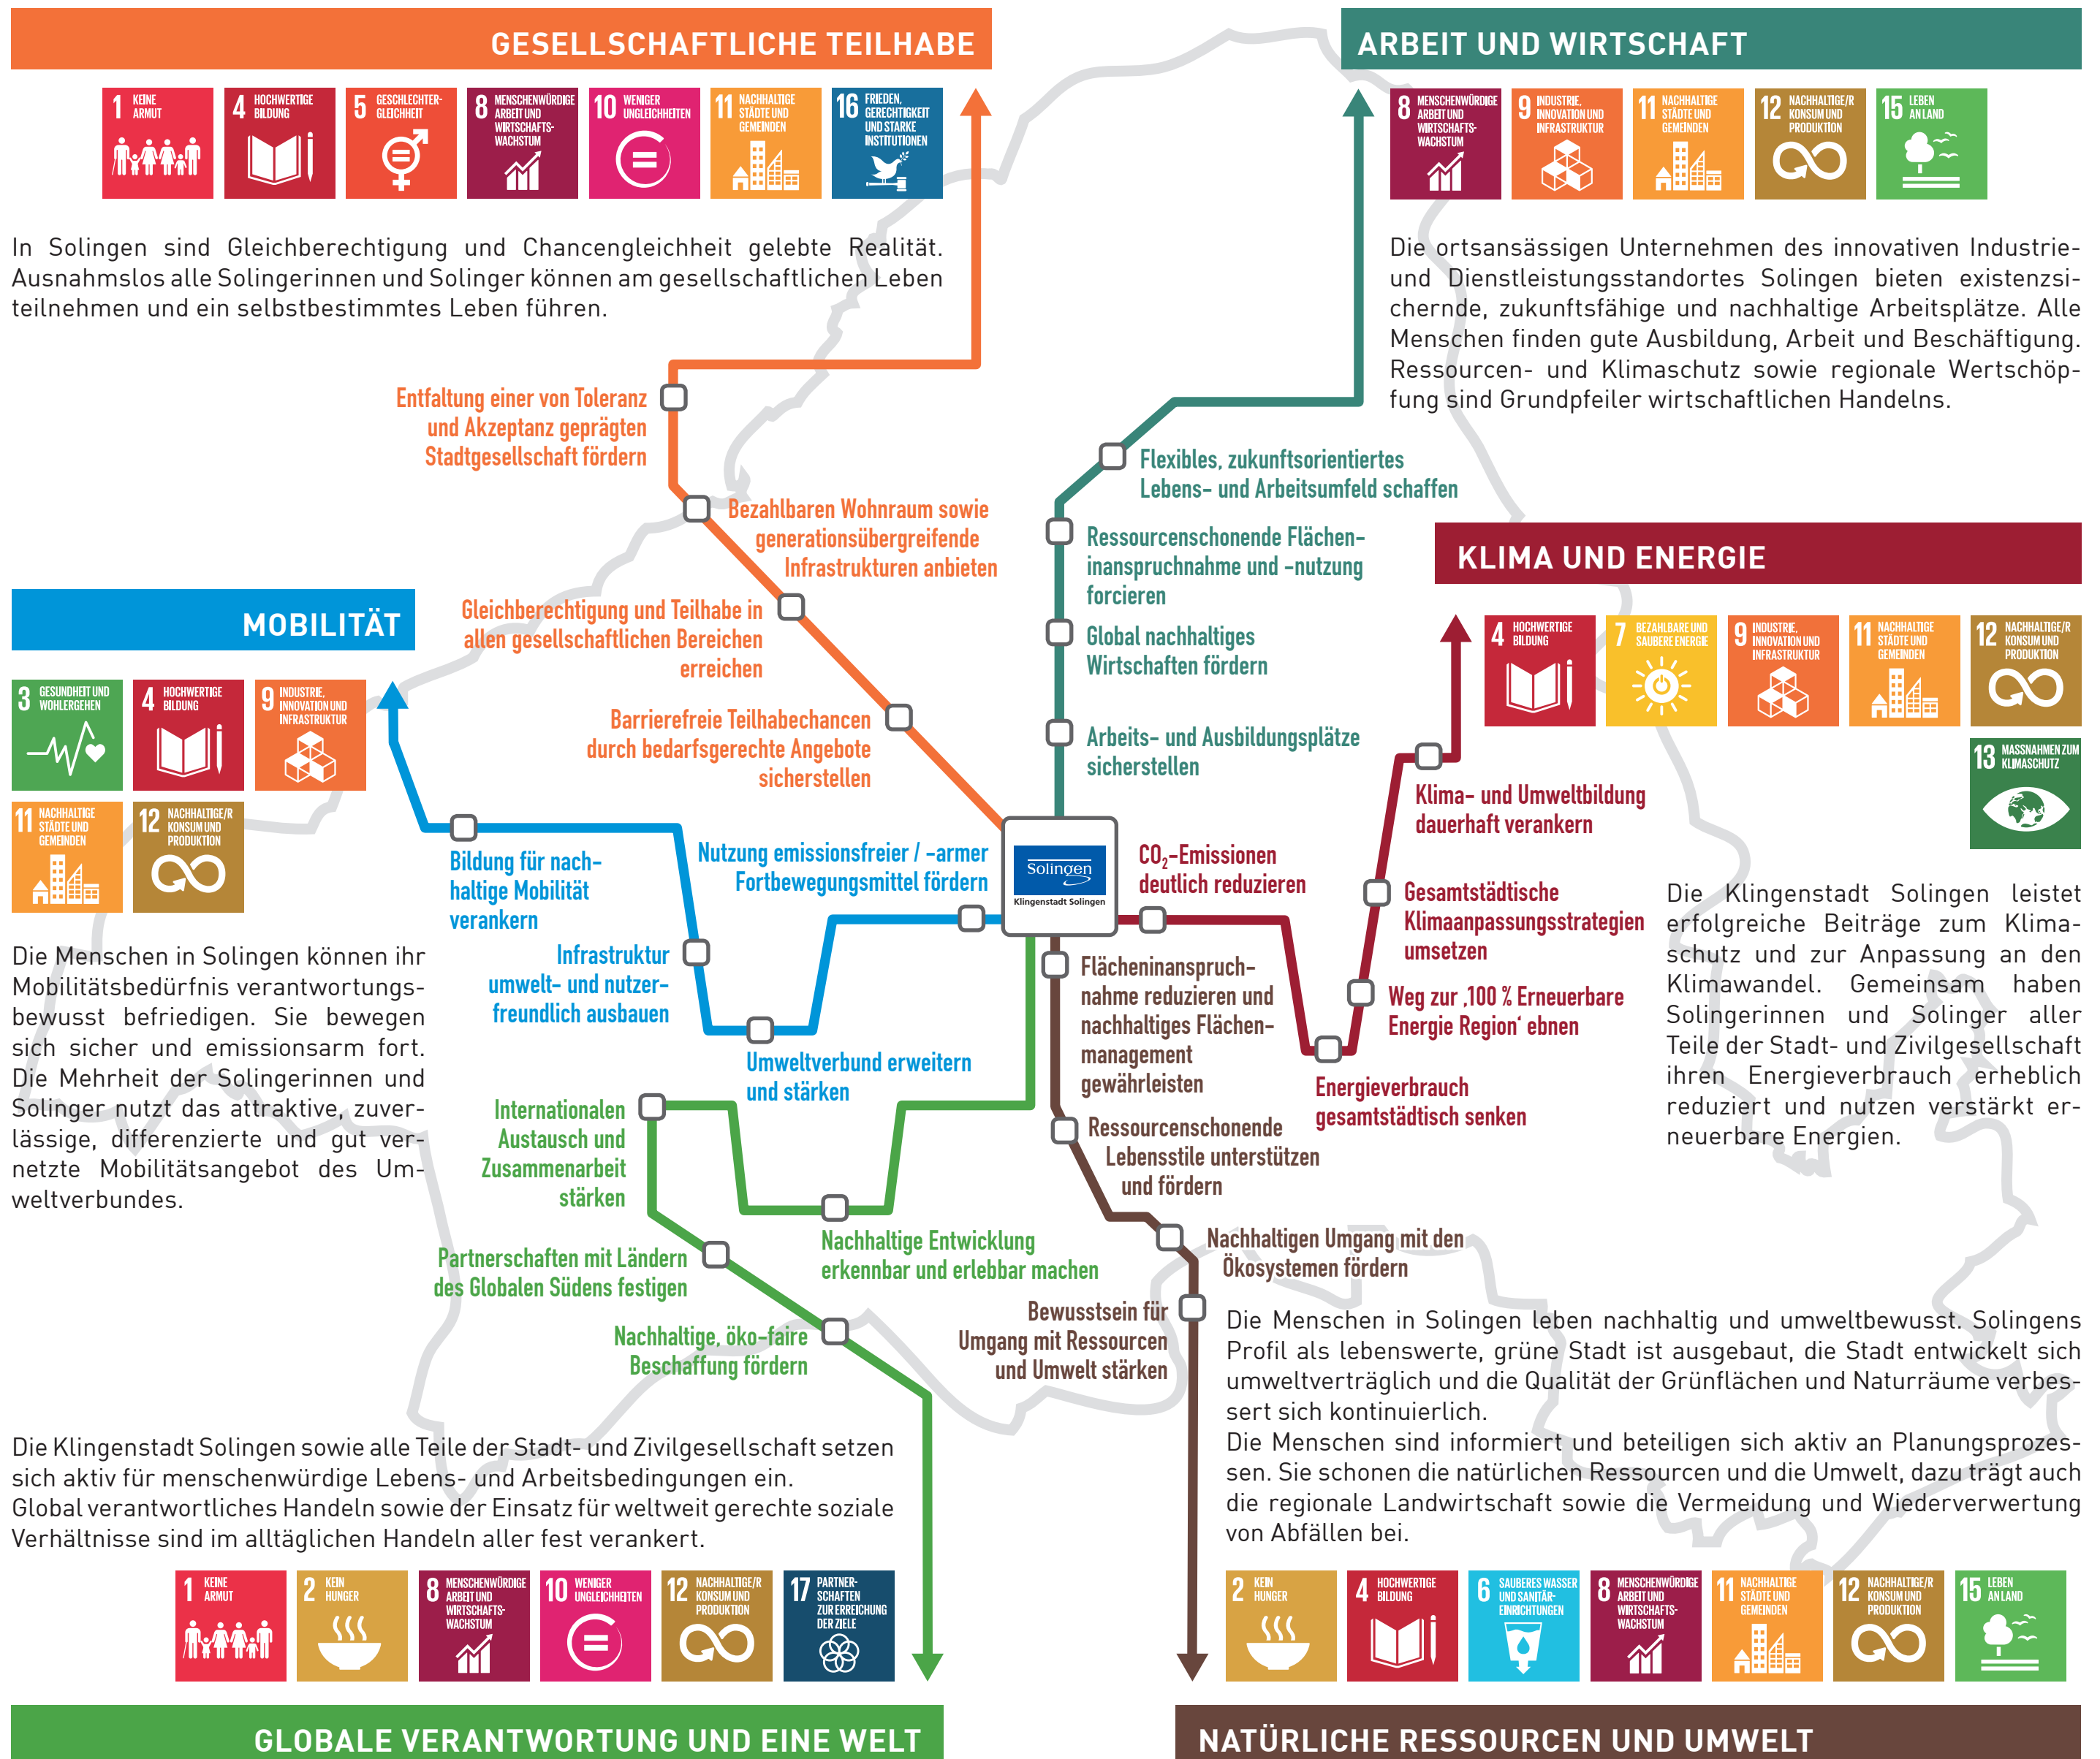 GESELLSCHAFTLICHE TEILHABE
1 KEINE
ARMUT
4 HOCHWERTIGE
BILDUNG
5 GESCHLECHTER-
GLEICHHEIT
8 MENSCHENWÜRDIGE
ARBEIT UND
WIRTSCHAFTS-
WACHSTUM
10 WENIGER
UNGLEICHHEITEN
11 NACHHALTIGE
STÄDTE UND
GEMEINDEN
16 FRIEDEN,
GERECHTIGKEIT
UND STARKE
INSTITUTIONEN
In Solingen sind Gleichberechtigung und Chancengleichheit gelebte Realität.
Ausnahmslos alle Solingerinnen und Solinger können am gesellschaftlichen Leben
teilnehmen und ein selbstbestimmtes Leben führen.
Entfaltung einer von Toleranz
und Akzeptanz geprägten
Stadtgesellschaft fördern
Bezahlbaren Wohnraum sowie
generationsübergreifende
Infrastrukturen anbieten
Gleichberechtigung und Teilhabe in
allen gesellschaftlichen Bereichen
erreichen
Barrierefreie Teilhabechancen
durch bedarfsgerechte Angebote
sicherstellen
ARBEIT UND WIRTSCHAFT
8 MENSCHENWÜRDIGE
ARBEIT UND
WIRTSCHAFTS-
WACHSTUM
9 INDUSTRIE,
INNOVATION UND
INFRASTRUKTUR
11 NACHHALTIGE
STÄDTE UND
GEMEINDEN
12 NACHHALTIGE/R
KONSUM UND
PRODUKTION
15 LEBEN
AN LAND
Die ortsansässigen Unternehmen des innovativen Industrie-
und Dienstleistungsstandortes Solingen bieten existenzsi-
chernde, zukunftsfähige und nachhaltige Arbeitsplätze. Alle
Menschen finden gute Ausbildung, Arbeit und Beschäftigung.
Ressourcen- und Klimaschutz sowie regionale Wertschöp-
fung sind Grundpfeiler wirtschaftlichen Handelns.
Flexibles, zukunftsorientiertes
Lebens- und Arbeitsumfeld schaffen
Ressourcenschonende Flächen-
inanspruchnahme und -nutzung
forcieren
Global nachhaltiges
Wirtschaften fördern
Arbeits- und Ausbildungsplätze
sicherstellen
MOBILITÄT
3 GESUNDHEIT UND
WOHLERGEHEN
4 HOCHWERTIGE
BILDUNG
9 INDUSTRIE,
INNOVATION UND
INFRASTRUKTUR
11 NACHHALTIGE
STÄDTE UND
GEMEINDEN
12 NACHHALTIGE/R
KONSUM UND
PRODUKTION
Die Menschen in Solingen können ihr
Mobilitätsbedürfnis verantwortungs-
bewusst befriedigen. Sie bewegen
sich sicher und emissionsarm fort.
Die Mehrheit der Solingerinnen und
Solinger nutzt das attraktive, zuver-
lässige, differenzierte und gut ver-
netzte Mobilitätsangebot des Um-
weltverbundes.
Bildung für nach-
haltige Mobilität
verankern
Infrastruktur
umwelt- und nutzer-
freundlich ausbauen
Umweltverbund erweitern
und stärken
Nutzung emissionsfreier / -armer
Fortbewegungsmittel fördern
Solingen
Klingenstadt Solingen
KLIMA UND ENERGIE
4 HOCHWERTIGE
BILDUNG
7 BEZAHLBARE UND
SAUBERE ENERGIE
9 INDUSTRIE,
INNOVATION UND
INFRASTRUKTUR
11 NACHHALTIGE
STÄDTE UND
GEMEINDEN
12 NACHHALTIGE/R
KONSUM UND
PRODUKTION
13 MASSNAHMEN ZUM
KLIMASCHUTZ
CO₂-Emissionen
deutlich reduzieren
Klima- und Umweltbildung
dauerhaft verankern
Gesamtstädtische
Klimaanpassungsstrategien
umsetzen
Weg zur ‚100 % Erneuerbare
Energie Region‘ ebnen
Energieverbrauch
gesamtstädtisch senken
Die Klingenstadt Solingen leistet
erfolgreiche Beiträge zum Klima-
schutz und zur Anpassung an den
Klimawandel. Gemeinsam haben
Solingerinnen und Solinger aller
Teile der Stadt- und Zivilgesellschaft
ihren Energieverbrauch erheblich
reduziert und nutzen verstärkt er-
neuerbare Energien.
Internationalen
Austausch und
Zusammenarbeit
stärken
Nachhaltige Entwicklung
erkennbar und erlebbar machen
Partnerschaften mit Ländern
des Globalen Südens festigen
Nachhaltige, öko-faire
Beschaffung fördern
Die Klingenstadt Solingen sowie alle Teile der Stadt- und Zivilgesellschaft setzen
sich aktiv für menschenwürdige Lebens- und Arbeitsbedingungen ein.
Global verantwortliches Handeln sowie der Einsatz für weltweit gerechte soziale
Verhältnisse sind im alltäglichen Handeln aller fest verankert.
1 KEINE
ARMUT
2 KEIN
HUNGER
8 MENSCHENWÜRDIGE
ARBEIT UND
WIRTSCHAFTS-
WACHSTUM
10 WENIGER
UNGLEICHHEITEN
12 NACHHALTIGE/R
KONSUM UND
PRODUKTION
17 PARTNER-
SCHAFTEN
ZUR ERREICHUNG
DER ZIELE
GLOBALE VERANTWORTUNG UND EINE WELT
Flächeninanspruch-
nahme reduzieren und
nachhaltiges Flächen-
management
gewährleisten
Ressourcenschonende
Lebensstile unterstützen
und fördern
Nachhaltigen Umgang mit den
Ökosystemen fördern
Bewusstsein für
Umgang mit Ressourcen
und Umwelt stärken
Die Menschen in Solingen leben nachhaltig und umweltbewusst. Solingens
Profil als lebenswerte, grüne Stadt ist ausgebaut, die Stadt entwickelt sich
umweltverträglich und die Qualität der Grünflächen und Naturräume verbes-
sert sich kontinuierlich.
Die Menschen sind informiert und beteiligen sich aktiv an Planungsprozes-
sen. Sie schonen die natürlichen Ressourcen und die Umwelt, dazu trägt auch
die regionale Landwirtschaft sowie die Vermeidung und Wiederverwertung
von Abfällen bei.
2 KEIN
HUNGER
4 HOCHWERTIGE
BILDUNG
6 SAUBERES WASSER
UND SANITÄR-
EINRICHTUNGEN
8 MENSCHENWÜRDIGE
ARBEIT UND
WIRTSCHAFTS-
WACHSTUM
11 NACHHALTIGE
STÄDTE UND
GEMEINDEN
12 NACHHALTIGE/R
KONSUM UND
PRODUKTION
15 LEBEN
AN LAND
NATÜRLICHE RESSOURCEN UND UMWELT